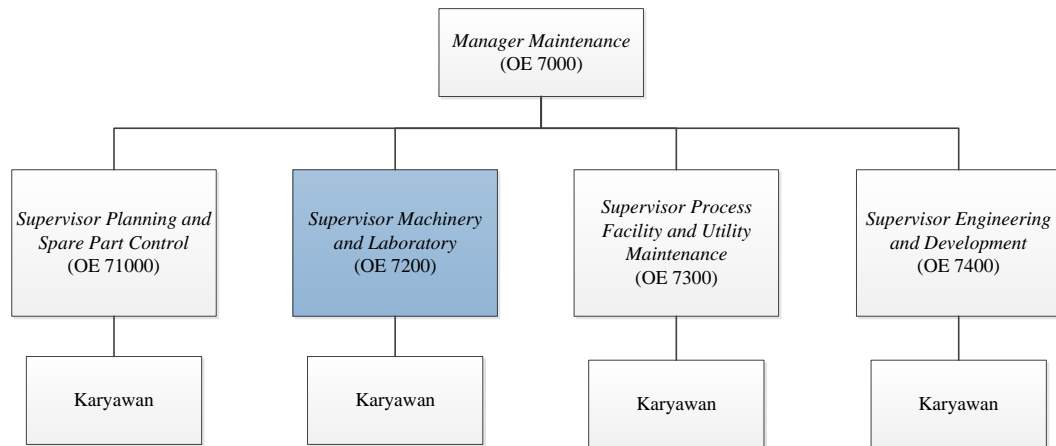 Manager Maintenance
(OE 7000)
Supervisor Planning and
Spare Part Control
(OE 71000)
Supervisor Machinery
and Laboratory
(OE 7200)
Supervisor Process
Facility and Utility
Maintenance
(OE 7300)
Supervisor Engineering
and Development
(OE 7400)
Karyawan
Karyawan
Karyawan
Karyawan